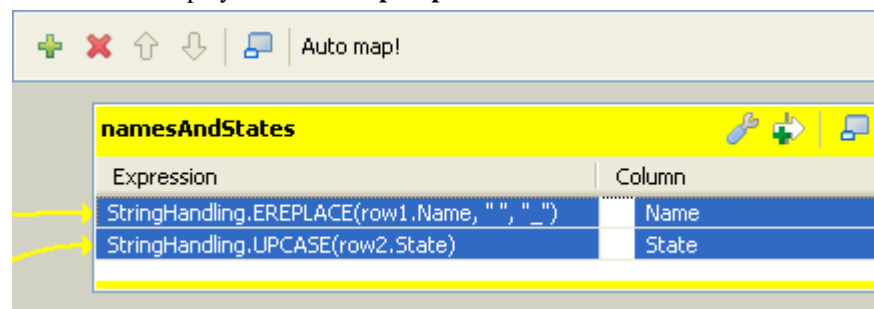 Auto map!
namesAndStates
Expression Column
StringHandling.EREPLACE(row1.Name, " ", "_") Name
StringHandling.UPCASE(row2.State) State